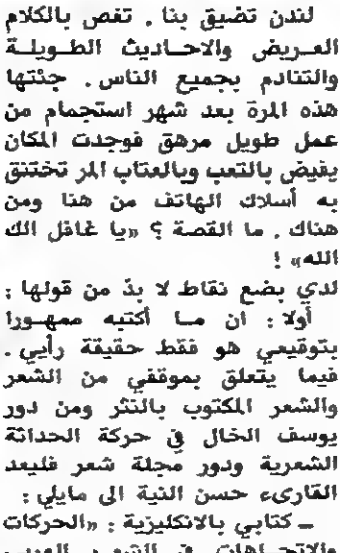 لندن تضيق بنا . تغص بالكلام
العريض والاحاديث الطويلة
والتنادم بجميع الناس . جئتها
هذه المرة بعد شهر استجمام من
عمل طويل مرهق فوجدت المكان
يفيض بالتعب وبالعتاب المر تختنق
به أسلاك الهاتف من هنا ومن
هناك . ما القصة ؟ «يا غافل الك
الله» !
لدي بضع نقاط لا بدّ من قولها :
أولا : ان ما أكتبه ممهورا
بتوقيعي هو فقط حقيقة رأيي .
فيما يتعلق بموقفي من الشعر
والشعر المكتوب بالنثر ومن دور
يوسف الخال في حركة الحداثة
الشعرية ودور مجلة شعر فليعد
القارىء حسن النية الى مايلي :
ـ كتابي بالانكليزية : «الحركات
والاتجاهات في الشعر العربي